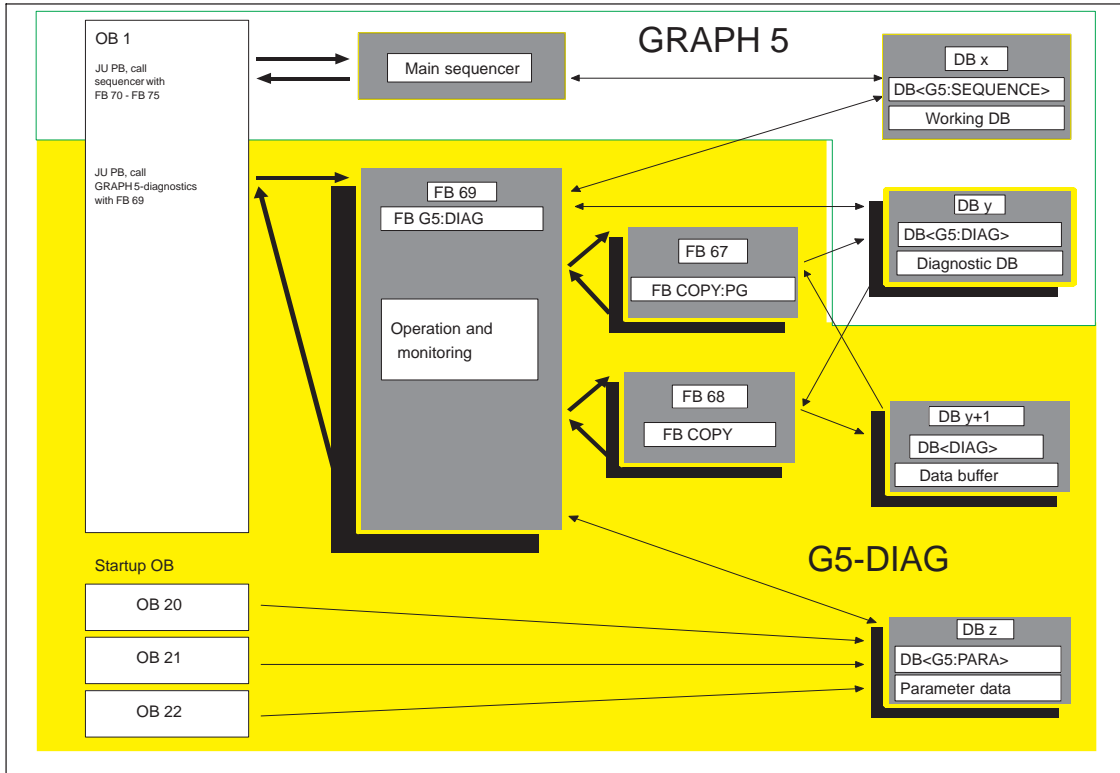 GRAPH 5
OB 1
JU PB, call
sequencer with
FB 70 - FB 75
Main sequencer
DB x
DB<G5:SEQUENCE>
Working DB
JU PB, call
GRAPH 5-diagnostics
with FB 69
FB 69
FB G5:DIAG
Operation and
monitoring
FB 67
FB COPY:PG
DB y
DB<G5:DIAG>
Diagnostic DB
FB 68
FB COPY
DB y+1
DB<DIAG>
Data buffer
G5-DIAG
Startup OB
OB 20
OB 21
OB 22
DB z
DB<G5:PARA>
Parameter data